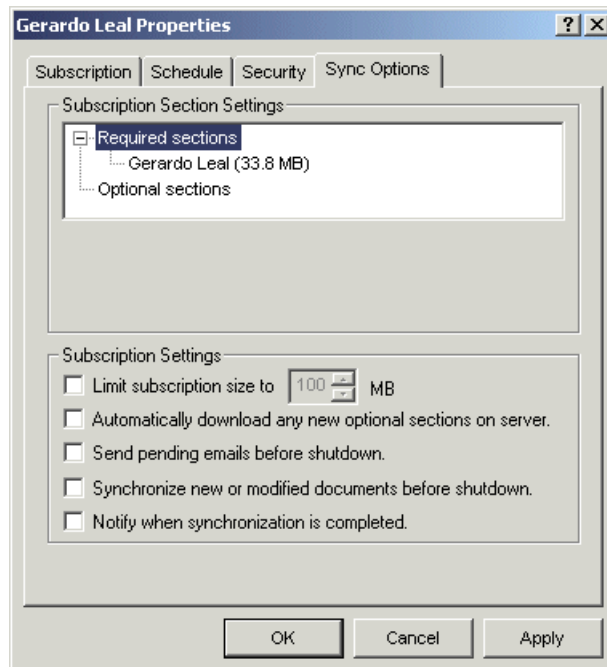 Gerardo Leal Properties
Subscription Schedule Security Sync Options
Subscription Section Settings
Required sections
Gerardo Leal (33.8 MB)
Optional sections
Subscription Settings
Limit subscription size to 100 MB
Automatically download any new optional sections on server.
Send pending emails before shutdown.
Synchronize new or modified documents before shutdown.
Notify when synchronization is completed.
OK Cancel Apply